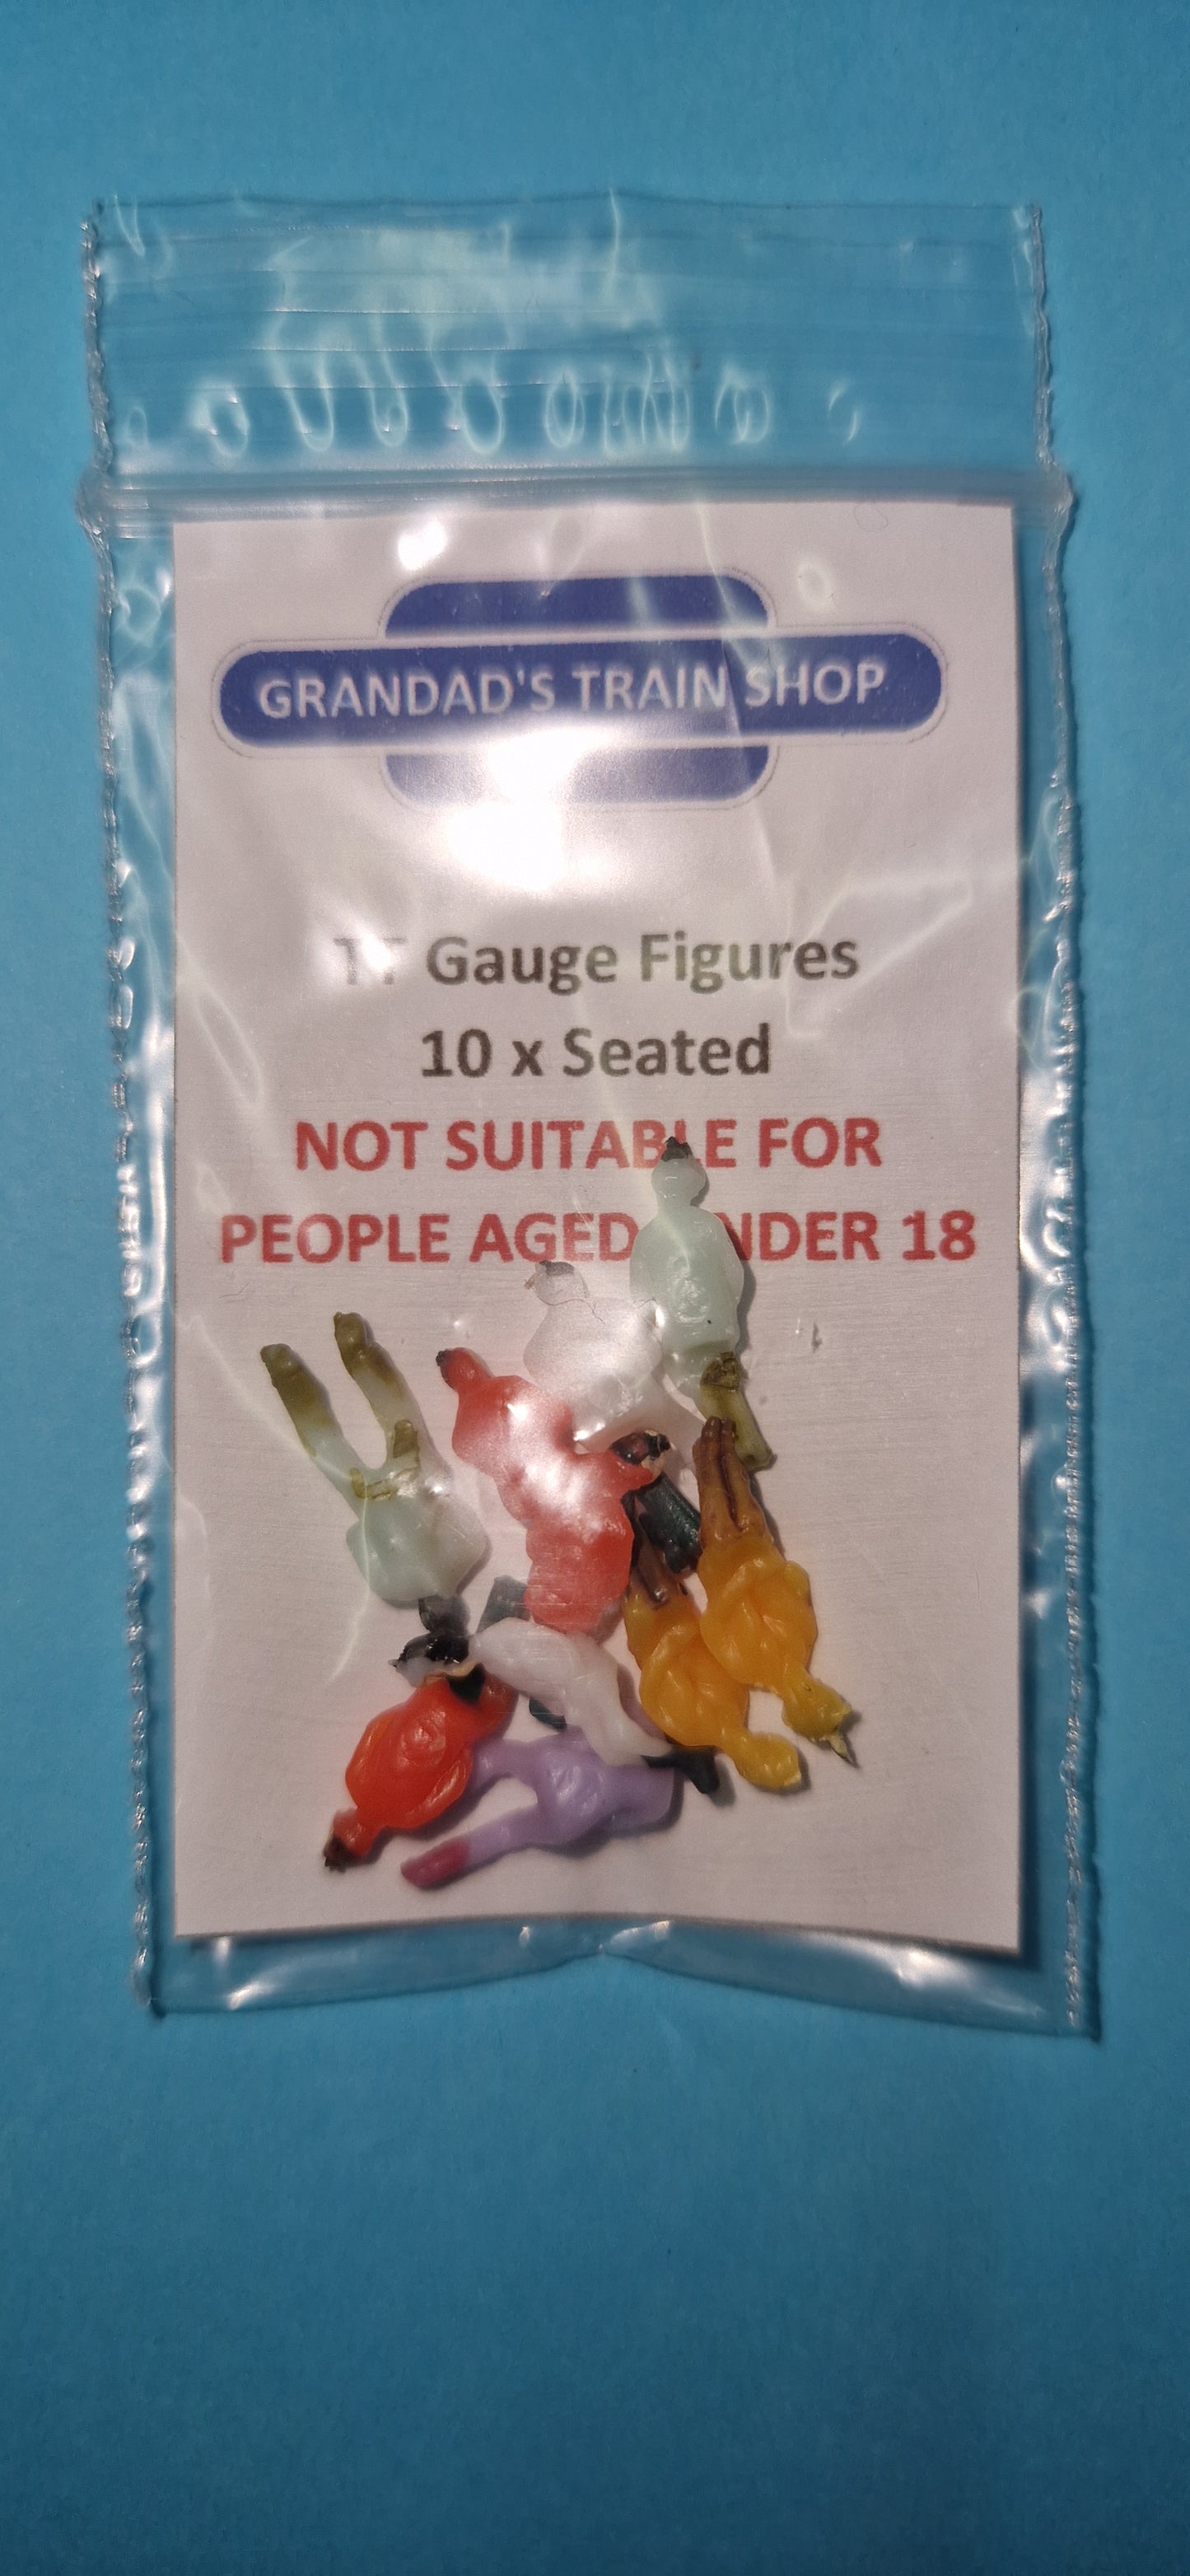 GRANDAD'S TRAIN SHOP
TT Gauge Figures
10 x Seated
NOT SUITABLE FOR
PEOPLE AGED UNDER 18